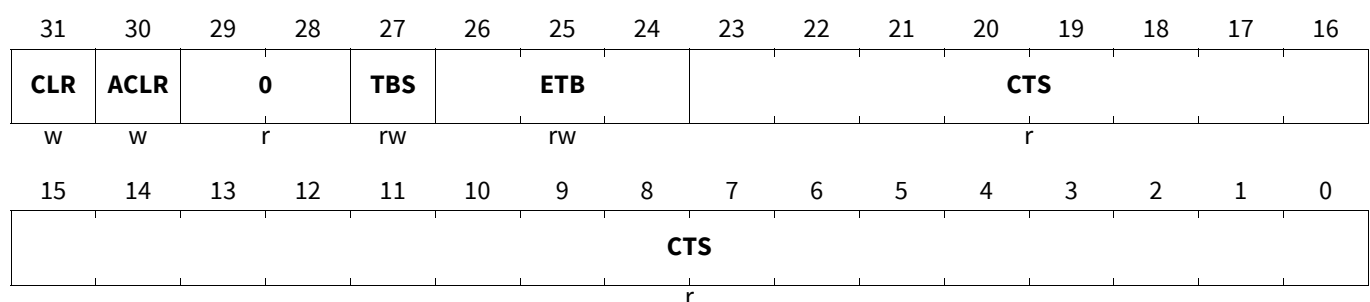 31 30 29 28 27 26 25 24 23 22 21 20 19 18 17 16
CLR ACLR 0 TBS ETB CTS
w w r rw rw r
15 14 13 12 11 10 9 8 7 6 5 4 3 2 1 0
CTS
r